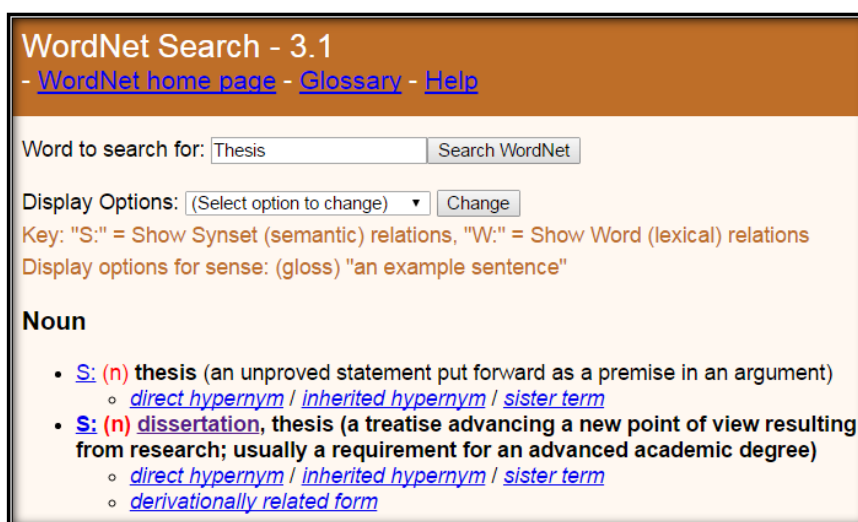 WordNet Search - 3.1
- WordNet home page - Glossary - Help
Word to search for: Thesis Search WordNet
Display Options: (Select option to change) Change
Key: "S:" = Show Synset (semantic) relations, "W:" = Show Word (lexical) relations
Display options for sense: (gloss) "an example sentence"
Noun
• S: (n) thesis (an unproved statement put forward as a premise in an argument)
◦ direct hypernym / inherited hypernym / sister term
• S: (n) dissertation, thesis (a treatise advancing a new point of view resulting
from research; usually a requirement for an advanced academic degree)
◦ direct hypernym / inherited hypernym / sister term
◦ derivationally related form